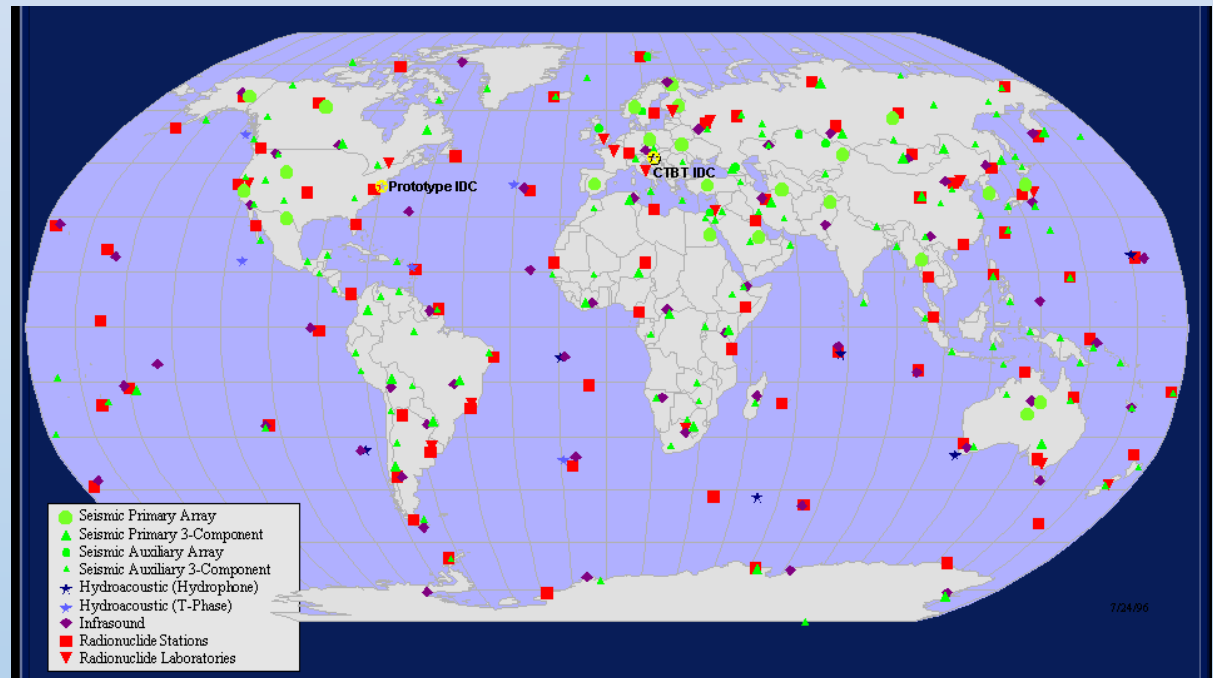 Prototype IDC
CTBT IDC
Seismic Primary Array
Seismic Primary 3-Component
Seismic Auxiliary Array
Seismic Auxiliary 3-Component
Hydroacoustic (Hydrophone)
Hydroacoustic (T-Phase)
Infrasound
Radionuclide Stations
Radionuclide Laboratories
7/24/96